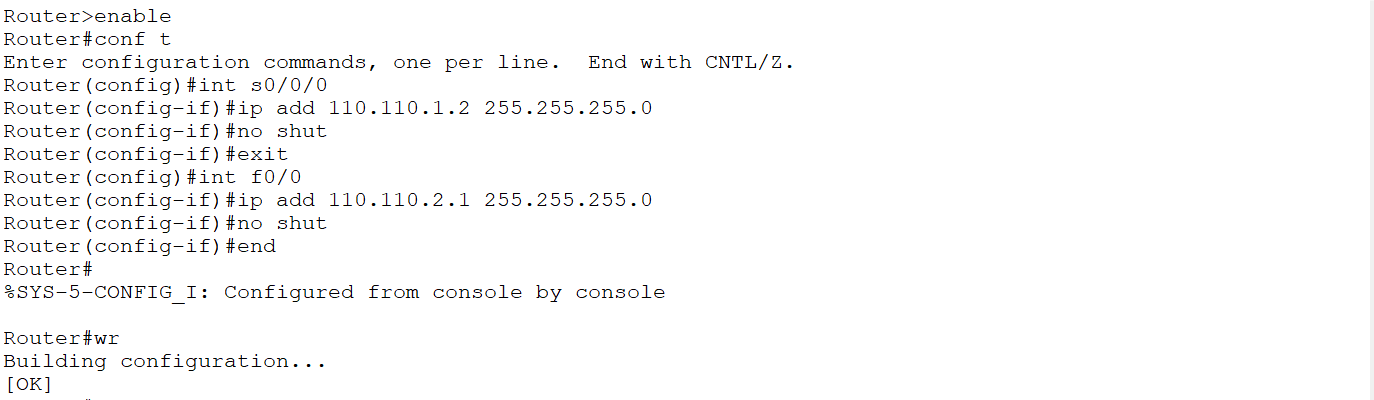 Router>enable
Router#conf t
Enter configuration commands, one per line.  End with CNTL/Z.
Router(config)#int s0/0/0
Router(config-if)#ip add 110.110.1.2 255.255.255.0
Router(config-if)#no shut
Router(config-if)#exit
Router(config)#int f0/0
Router(config-if)#ip add 110.110.2.1 255.255.255.0
Router(config-if)#no shut
Router(config-if)#end
Router#
%SYS-5-CONFIG_I: Configured from console by console

Router#wr
Building configuration...
[OK]